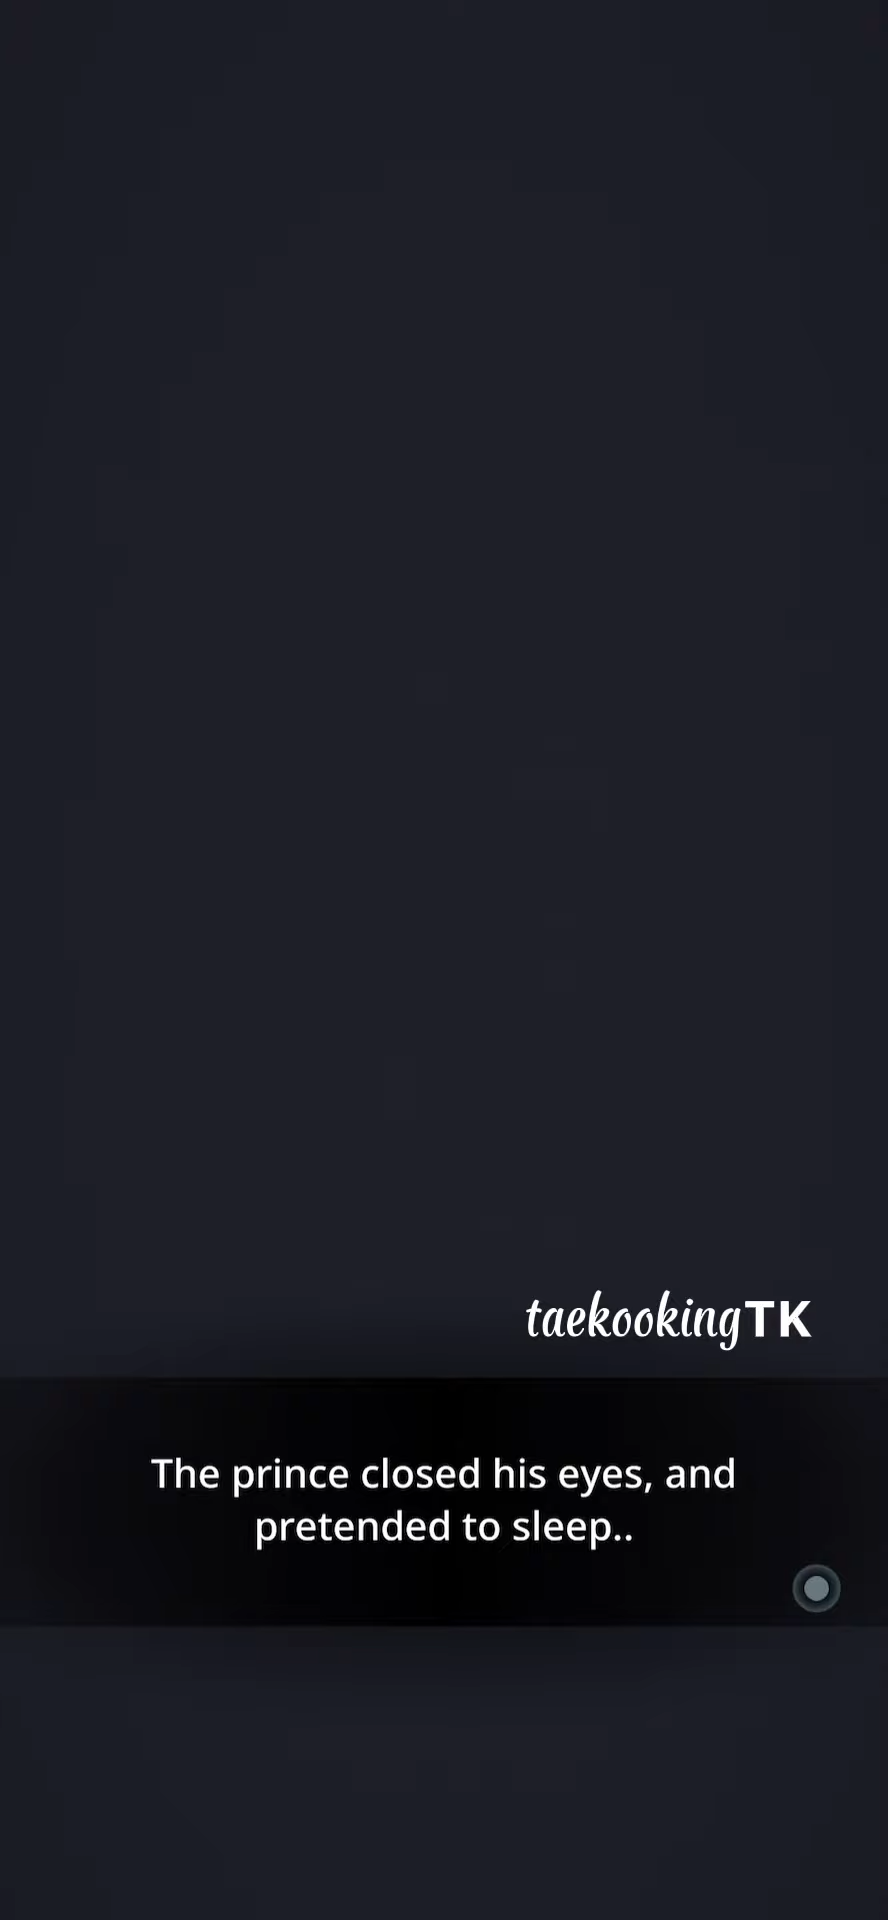 taekookingTK
The prince closed his eyes, and
pretended to sleep..